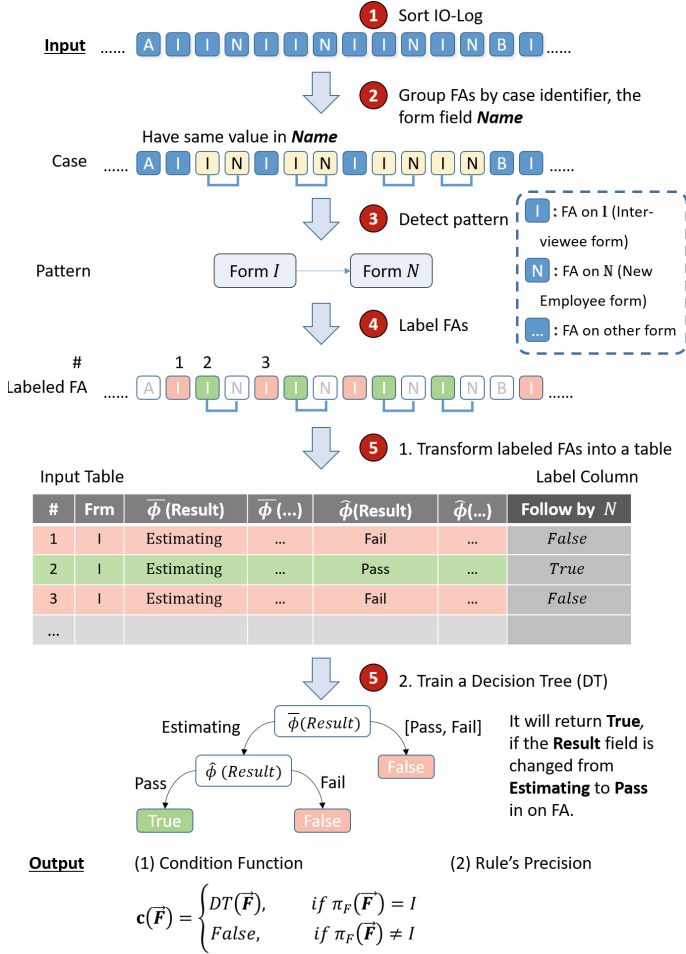 1 Sort IO-Log
Input ...... A I I N I I N I I N I N B I ......
2 Group FAs by case identifier, the
form field Name
Have same value in Name
Case ...... A I I N I I N I I N I N B I ......
3 Detect pattern
I : FA on I (Inter-
viewee form)
N : FA on N (New
Employee form)
... : FA on other form
Pattern Form I Form N
4 Label FAs
# 1 2 3
Labeled FA ...... A I I N I I N I I N I N B I ......
5 1. Transform labeled FAs into a table
Input Table Label Column
# Frm ϕ̅(Result) ϕ̅(...) ϕ̂(Result) ϕ̂(...) Follow by N
1 I Estimating ... Fail ... False
2 I Estimating ... Pass ... True
3 I Estimating ... Fail ... False
...
5 2. Train a Decision Tree (DT)
ϕ̅(Result)
Estimating [Pass, Fail]
ϕ̂ (Result) False
Pass Fail
True False
It will return True,
if the Result field is
changed from
Estimating to Pass
in on FA.
Output (1) Condition Function (2) Rule's Precision
c(F⃗) = { DT(F⃗), if π_F(F⃗) = I
False, if π_F(F⃗) ≠ I